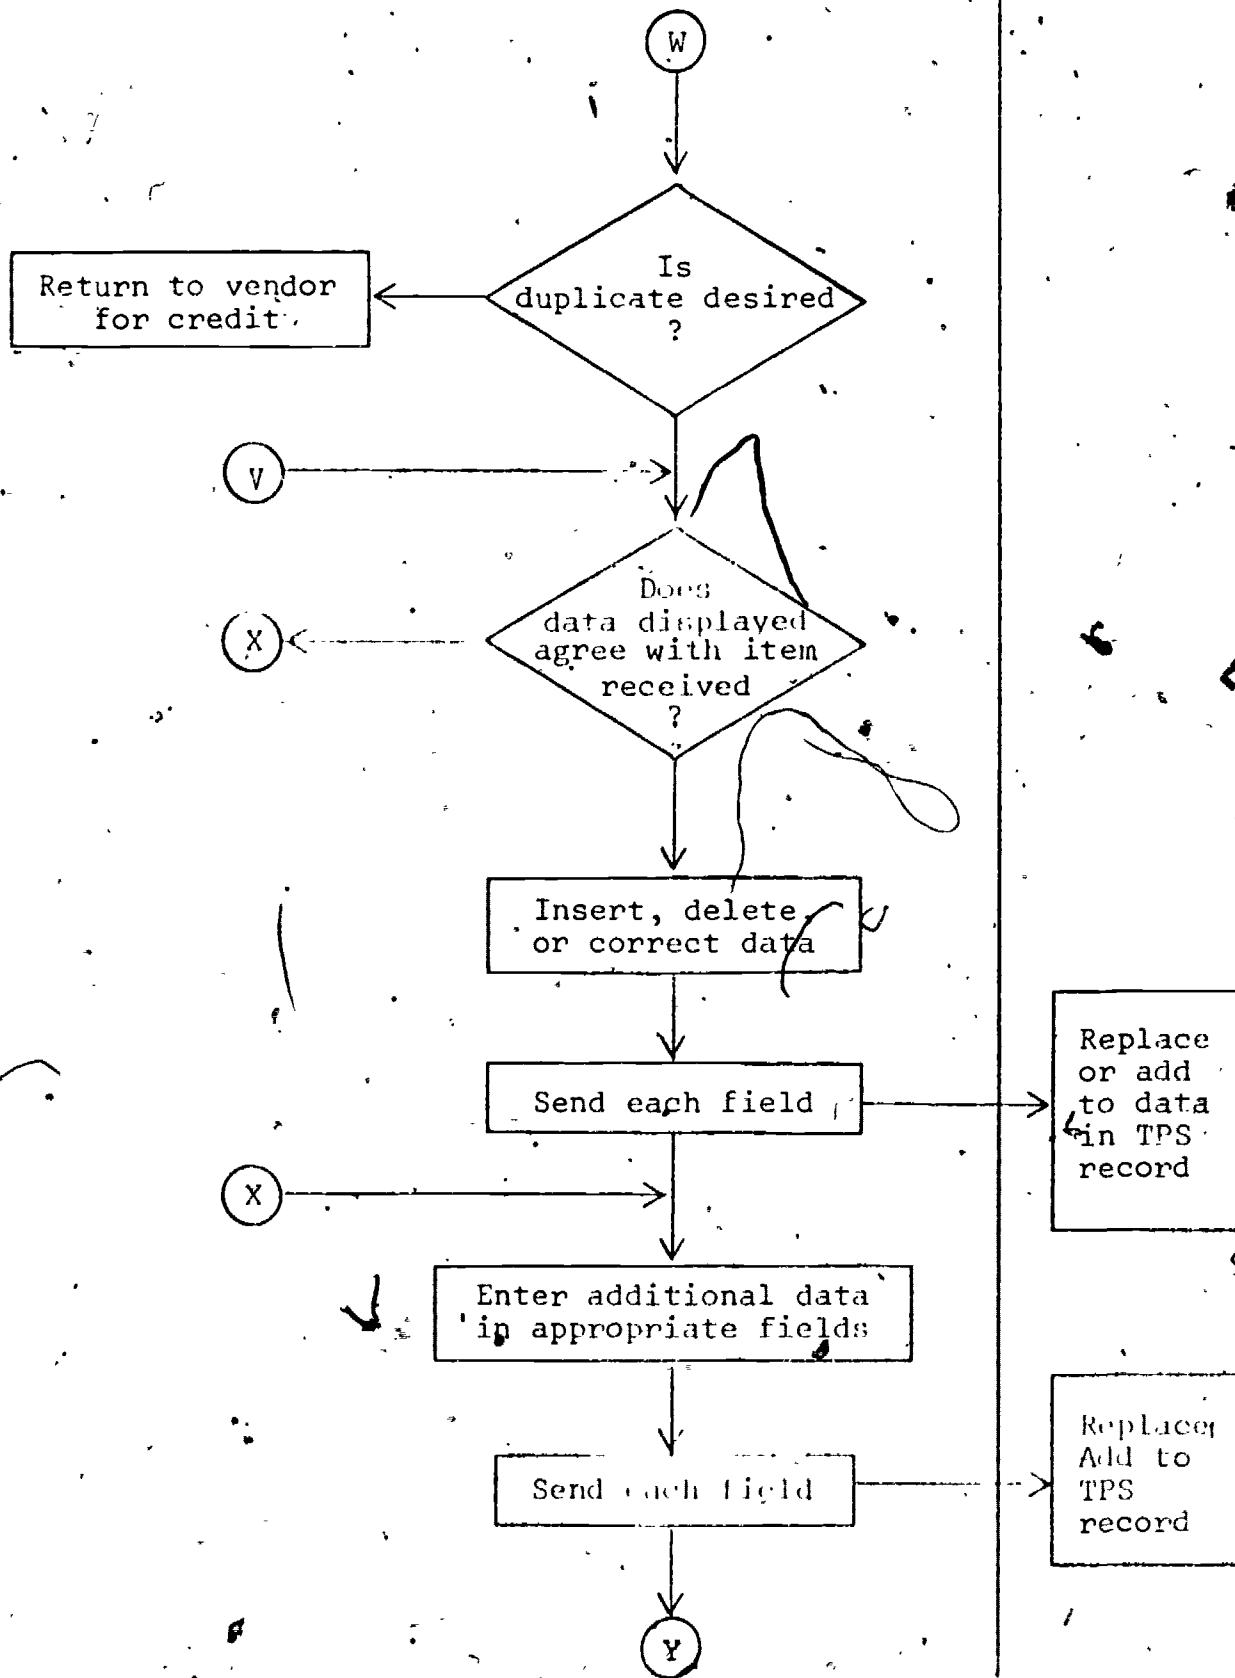 W
Is
duplicate desired
?
Return to vendor
for credit
V
Does
data displayed
agree with item
received
?
X
Insert, delete,
or correct data
Send each field
Replace
or add
to data
in TPS
record
X
Enter additional data
in appropriate fields
Send each field
Replace
Add to
TPS
record
Y